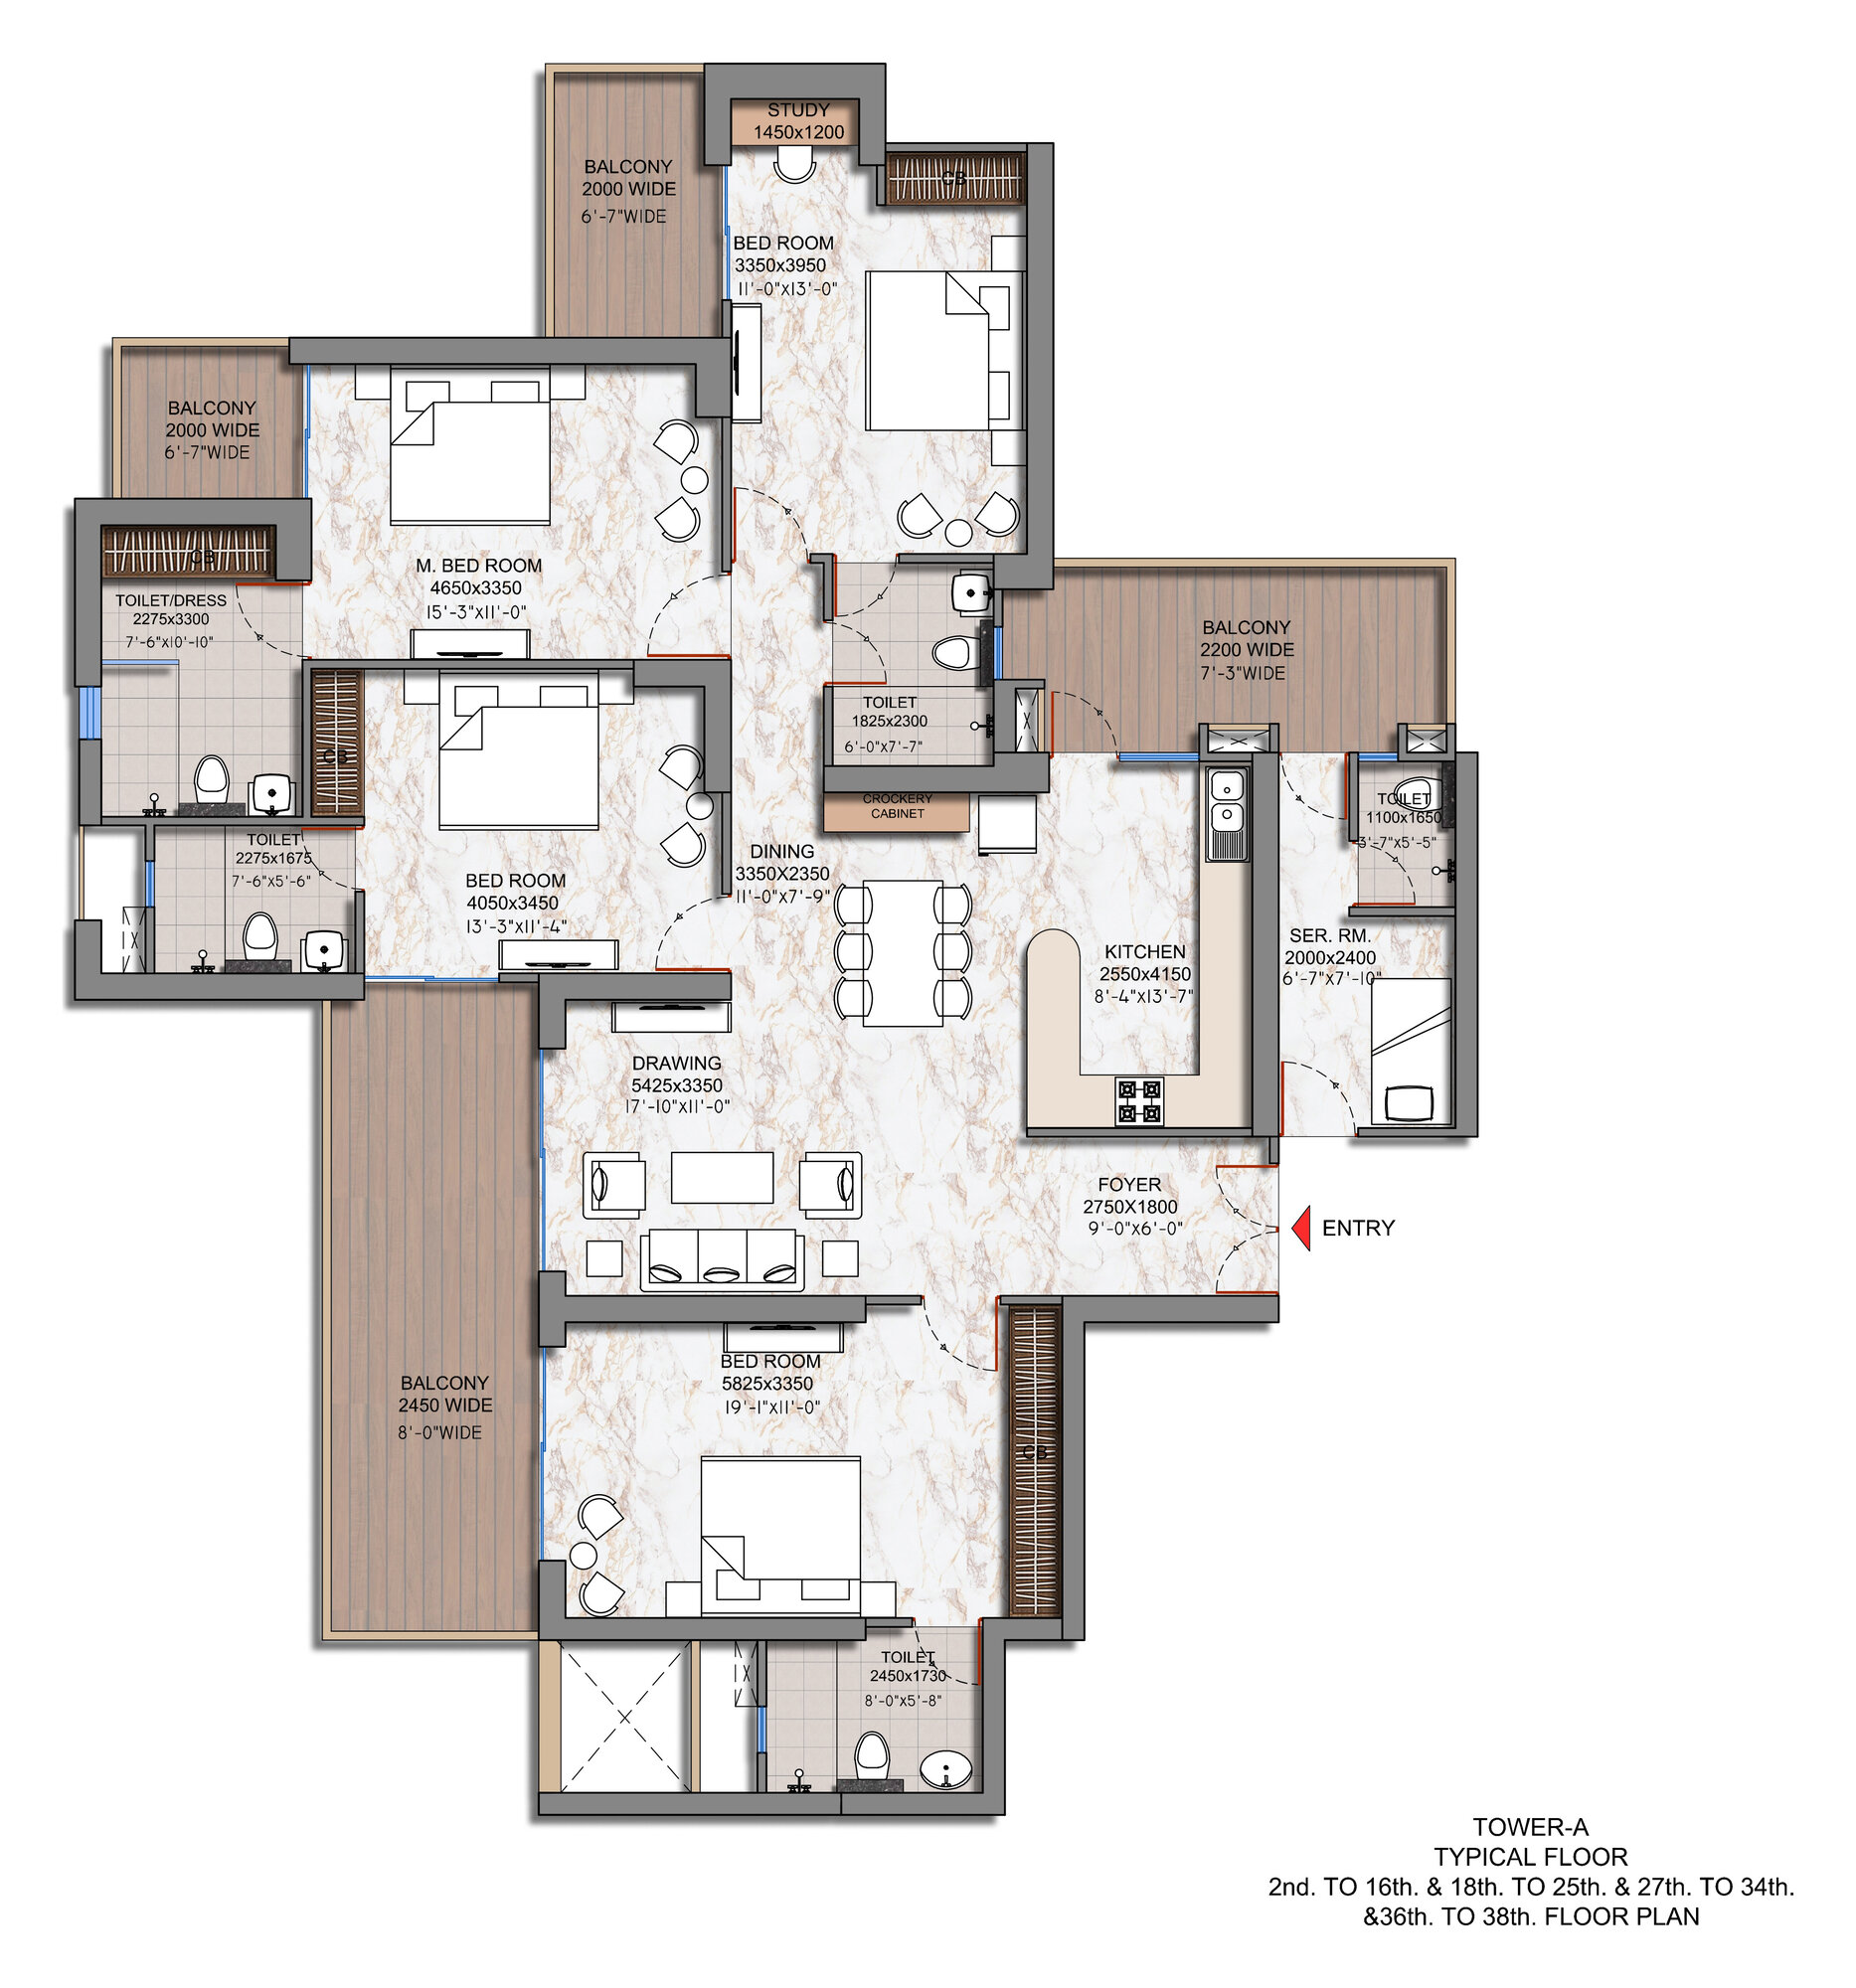 STUDY
1450x1200
BALCONY
2000 WIDE
6'-7"WIDE
CB
BED ROOM
3350x3950
11'-0"x13'-0"
BALCONY
2000 WIDE
6'-7"WIDE
CB
M. BED ROOM
4650x3350
15'-3"x11'-0"
TOILET/DRESS
2275x3300
7'-6"x10'-10"
BALCONY
2200 WIDE
7'-3"WIDE
TOILET
1825x2300
6'-0"x7'-7"
CB
CROCKERY
CABINET
TOILET
1100x1650
3'-7"x5'-5"
TOILET
2275x1675
7'-6"x5'-6"
BED ROOM
4050x3450
13'-3"x11'-4"
DINING
3350X2350
11'-0"x7'-9"
KITCHEN
2550x4150
8'-4"x13'-7"
SER. RM.
2000x2400
6'-7"x7'-10"
DRAWING
5425x3350
17'-10"x11'-0"
FOYER
2750X1800
9'-0"x6'-0"
ENTRY
BED ROOM
5825x3350
19'-1"x11'-0"
BALCONY
2450 WIDE
8'-0"WIDE
CB
TOILET
2450x1730
8'-0"x5'-8"
TOWER-A
TYPICAL FLOOR
2nd. TO 16th. & 18th. TO 25th. & 27th. TO 34th.
&36th. TO 38th. FLOOR PLAN